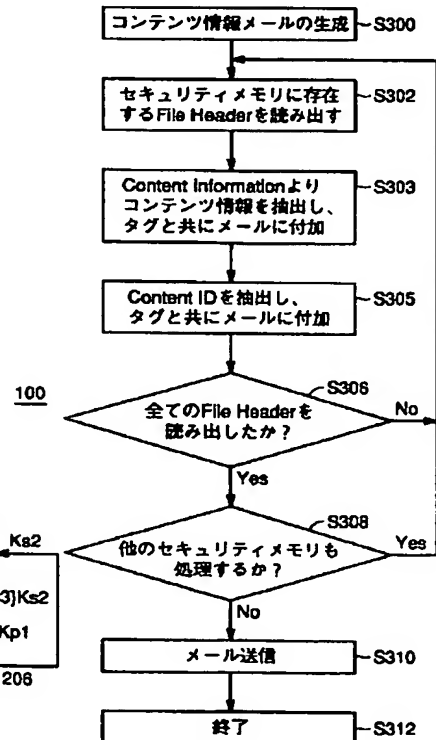 コンテンツ情報メールの生成
S300
セキュリティメモリに存在
するFile Headerを読み出す
S302
Content Informationより
コンテンツ情報を抽出し、
タグと共にメールに付加
S303
Content IDを抽出し、
タグと共にメールに付加
S305
100
全てのFile Headerを
読み出したか？
S306
No
Yes
他のセキュリティメモリも
処理するか？
S308
Yes
No
Ks2
3}Ks2
Kp1
206
メール送信
S310
終了
S312